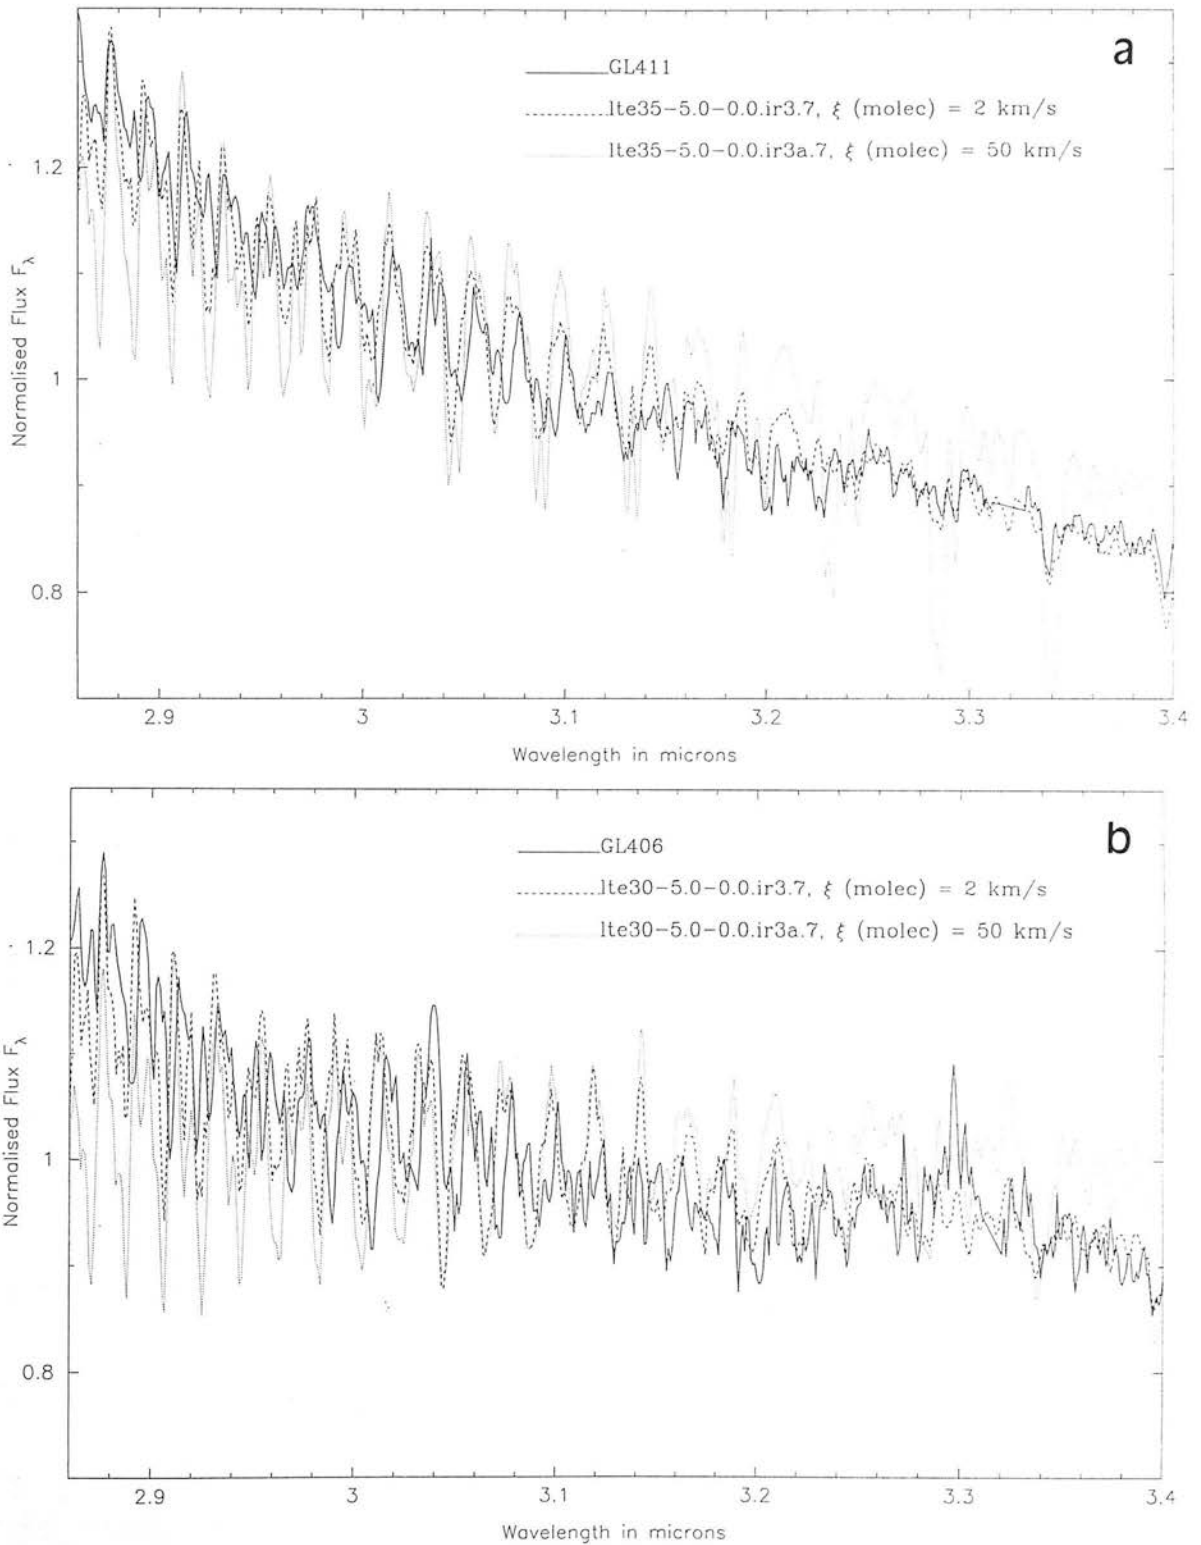 a
GL411
lte35-5.0-0.0.ir3.7, ξ (molec) = 2 km/s
lte35-5.0-0.0.ir3a.7, ξ (molec) = 50 km/s
Normalised Flux F_λ
1.2
1
0.8
2.9 3 3.1 3.2 3.3 3.4
Wavelength in microns
b
GL406
lte30-5.0-0.0.ir3.7, ξ (molec) = 2 km/s
lte30-5.0-0.0.ir3a.7, ξ (molec) = 50 km/s
Normalised Flux F_λ
1.2
1
0.8
2.9 3 3.1 3.2 3.3 3.4
Wavelength in microns